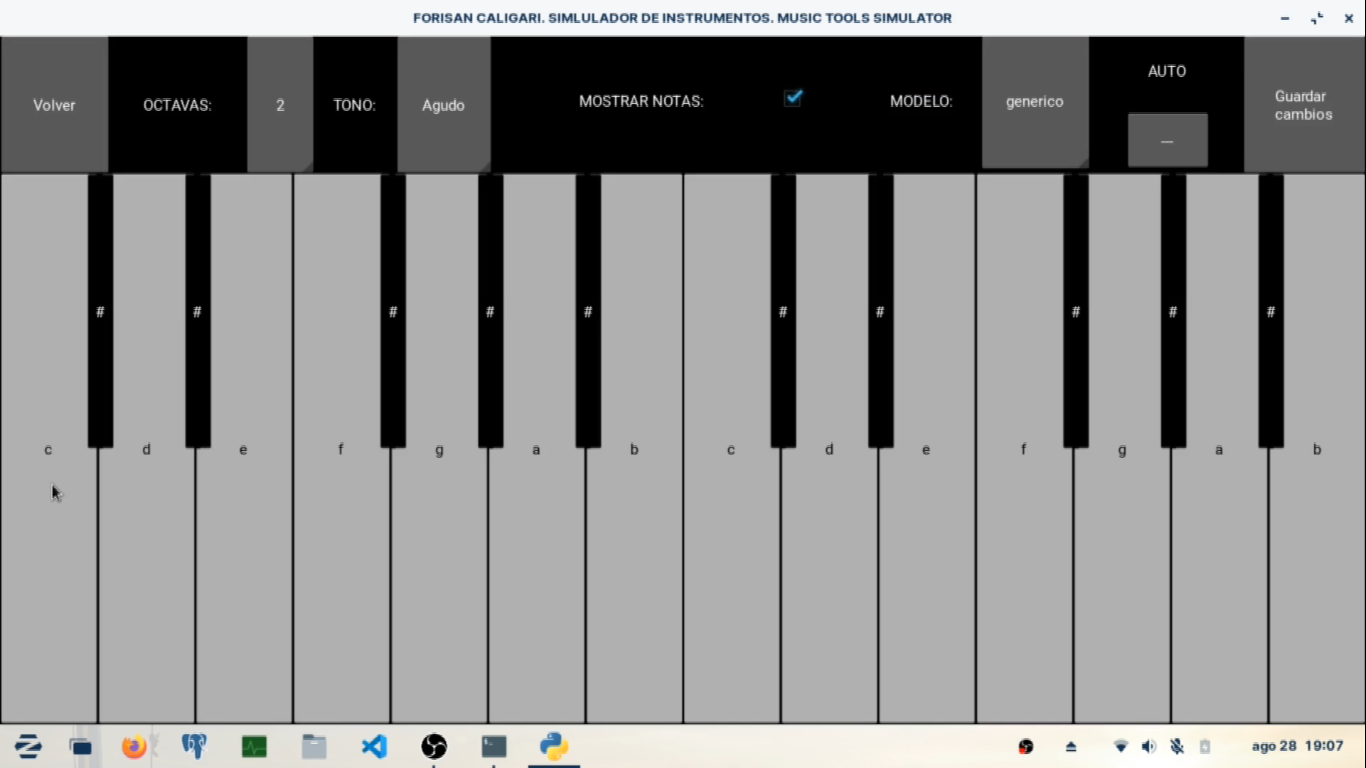 FORISAN CALIGARI. SIMLULADOR DE INSTRUMENTOS. MUSIC TOOLS SIMULATOR
Volver
OCTAVAS:
2
TONO:
Agudo
MOSTRAR NOTAS:
MODELO:
generico
AUTO
---
Guardar
cambios
# # # # # # # # # #
c d e f g a b c d e f g a b
ago 28 19:07